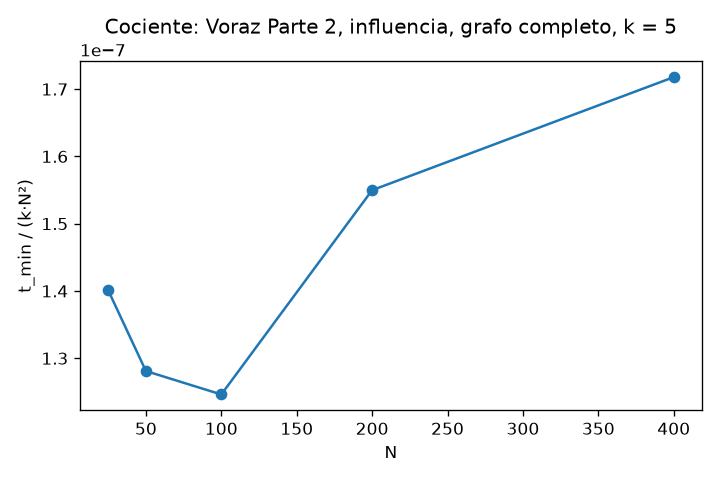 Cociente: Voraz Parte 2, influencia, grafo completo, k = 5
1e−7
1.7
1.6
1.5
1.4
1.3
t_min / (k·N²)
50 100 150 200 250 300 350 400
N